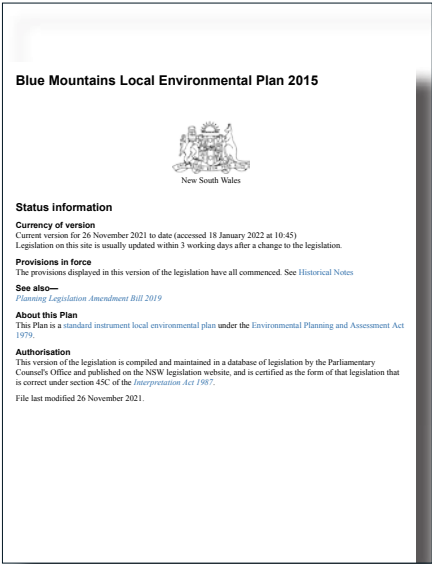 Blue Mountains Local Environmental Plan 2015
New South Wales
Status information
Currency of version
Current version for 26 November 2021 to date (accessed 18 January 2022 at 10:45)
Legislation on this site is usually updated within 3 working days after a change to the legislation.
Provisions in force
The provisions displayed in this version of the legislation have all commenced. See Historical Notes
See also—
Planning Legislation Amendment Bill 2019
About this Plan
This Plan is a standard instrument local environmental plan under the Environmental Planning and Assessment Act
1979.
Authorisation
This version of the legislation is compiled and maintained in a database of legislation by the Parliamentary
Counsel's Office and published on the NSW legislation website, and is certified as the form of that legislation that
is correct under section 45C of the Interpretation Act 1987.
File last modified 26 November 2021.